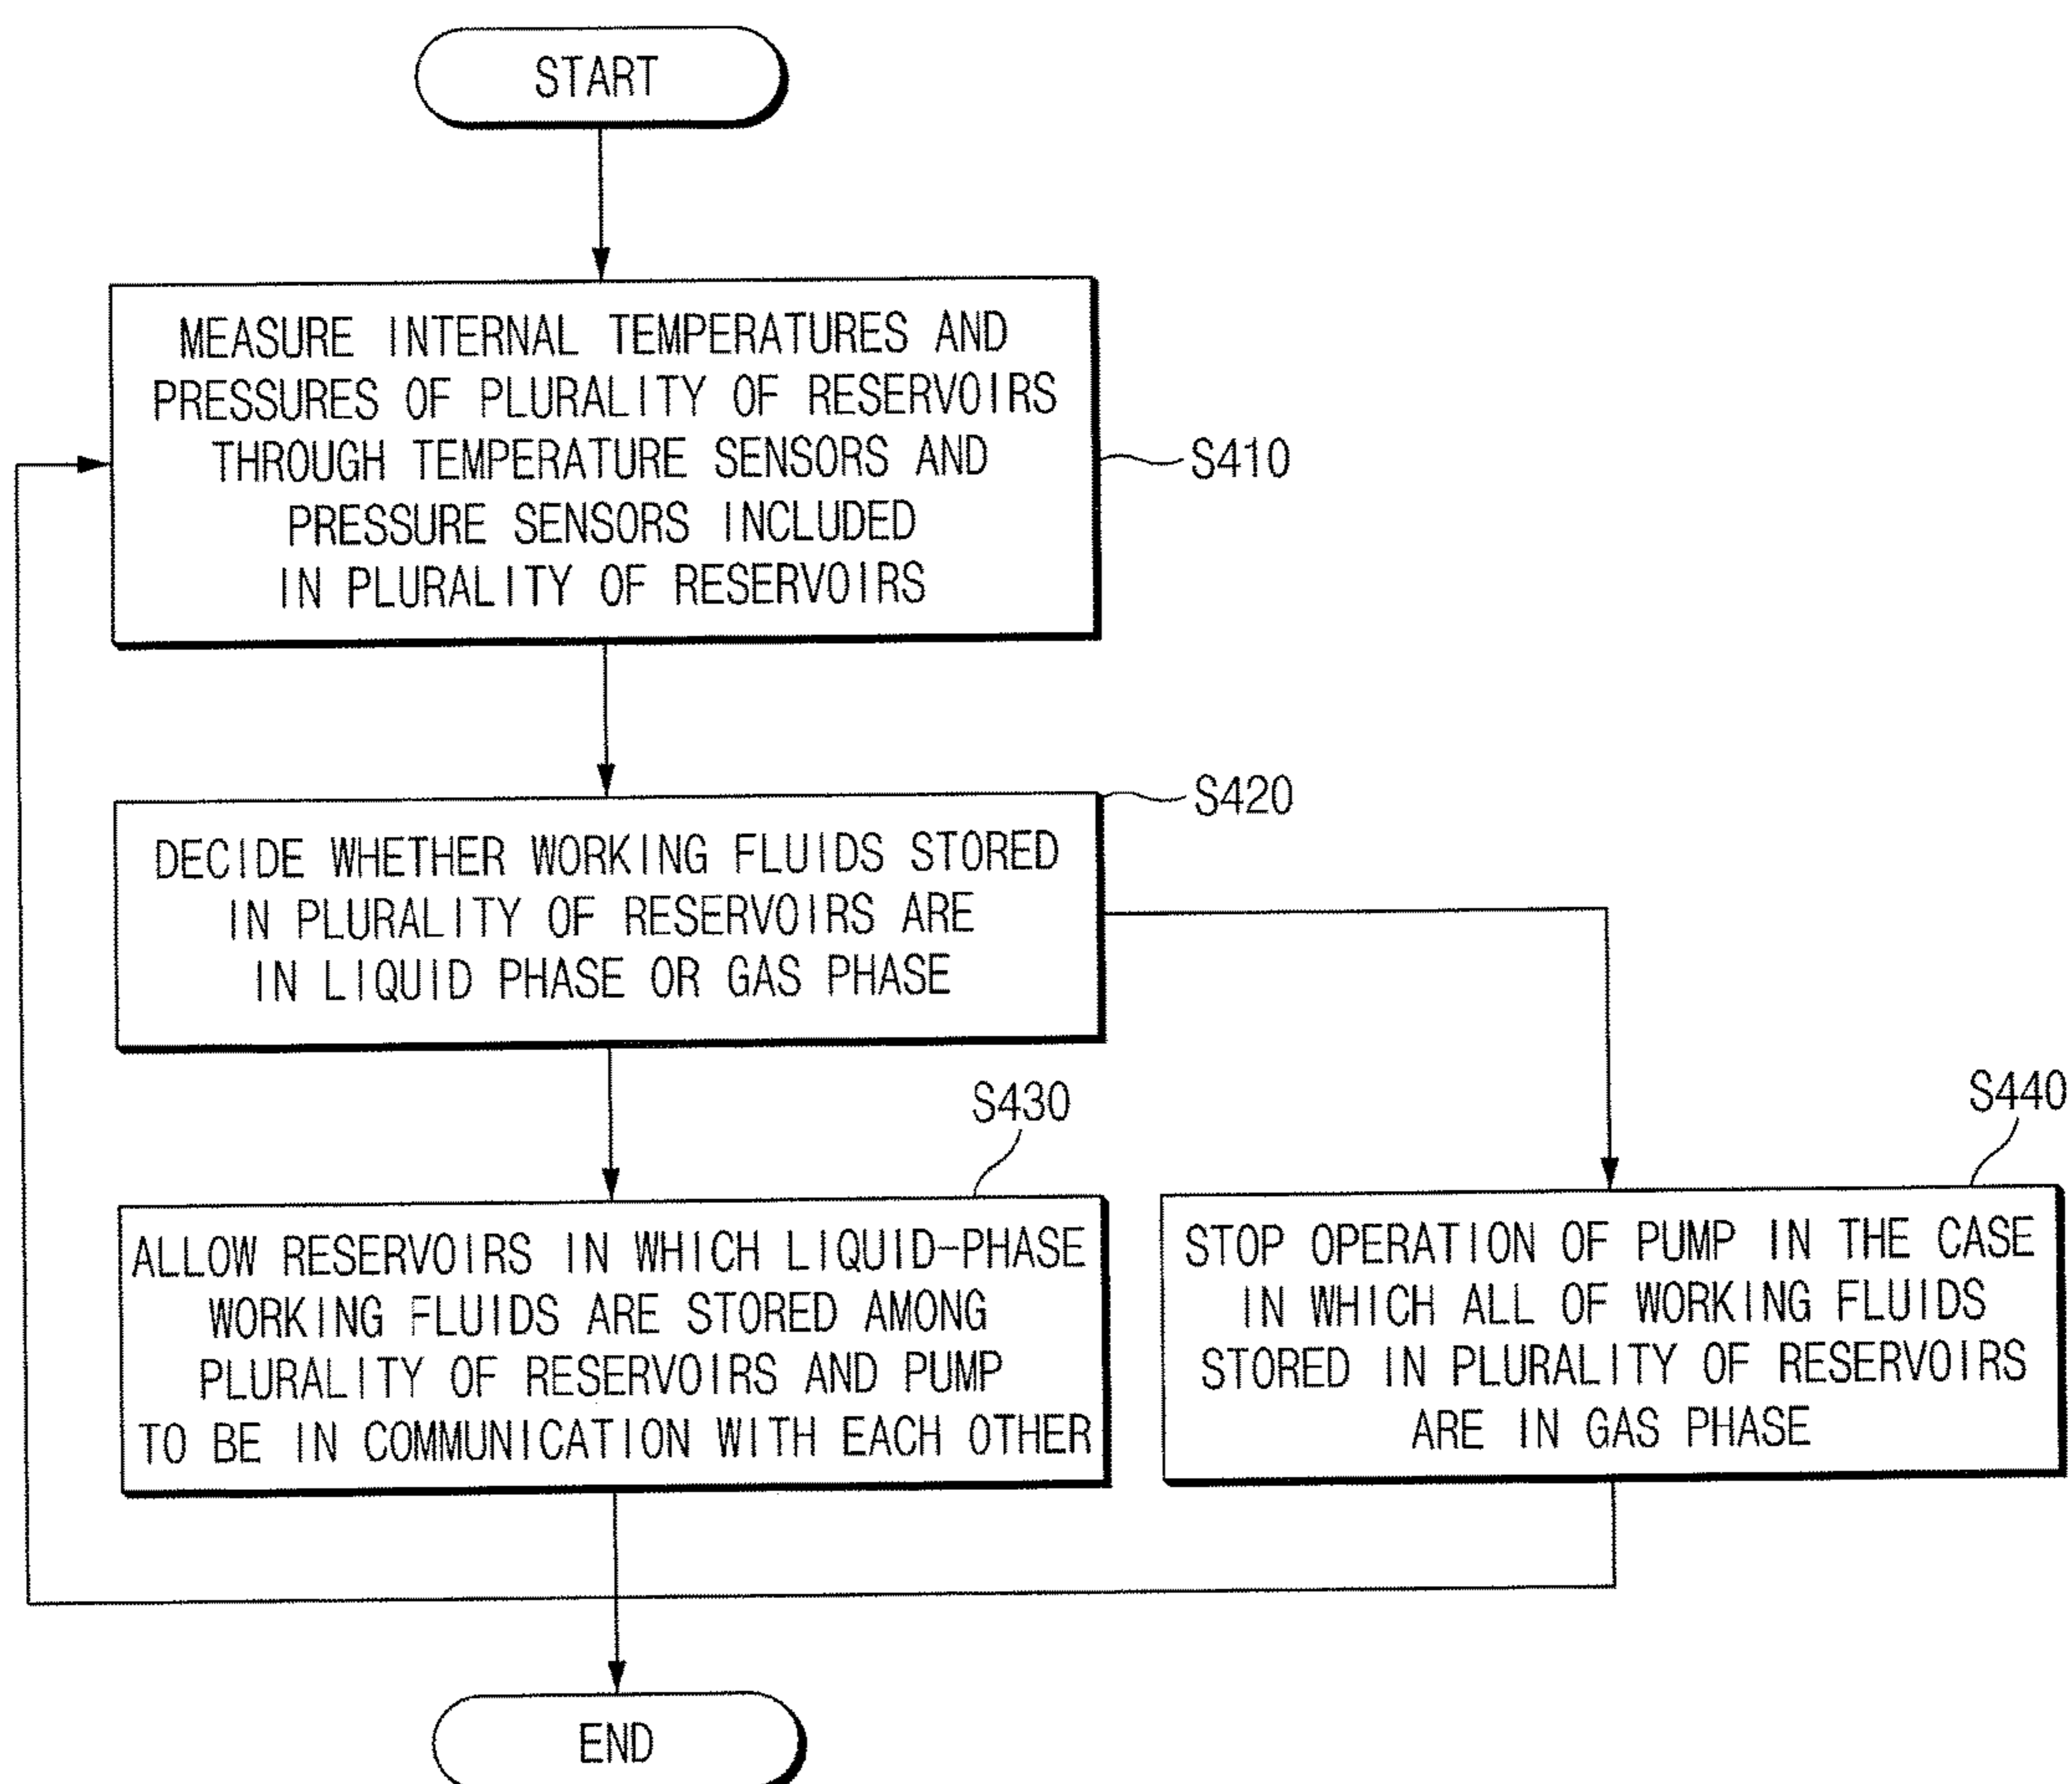 START
MEASURE INTERNAL TEMPERATURES AND
PRESSURES OF PLURALITY OF RESERVOIRS
THROUGH TEMPERATURE SENSORS AND
PRESSURE SENSORS INCLUDED
IN PLURALITY OF RESERVOIRS
S410
S420
DECIDE WHETHER WORKING FLUIDS STORED
IN PLURALITY OF RESERVOIRS ARE
IN LIQUID PHASE OR GAS PHASE
S430
ALLOW RESERVOIRS IN WHICH LIQUID-PHASE
WORKING FLUIDS ARE STORED AMONG
PLURALITY OF RESERVOIRS AND PUMP
TO BE IN COMMUNICATION WITH EACH OTHER
S440
STOP OPERATION OF PUMP IN THE CASE
IN WHICH ALL OF WORKING FLUIDS
STORED IN PLURALITY OF RESERVOIRS
ARE IN GAS PHASE
END